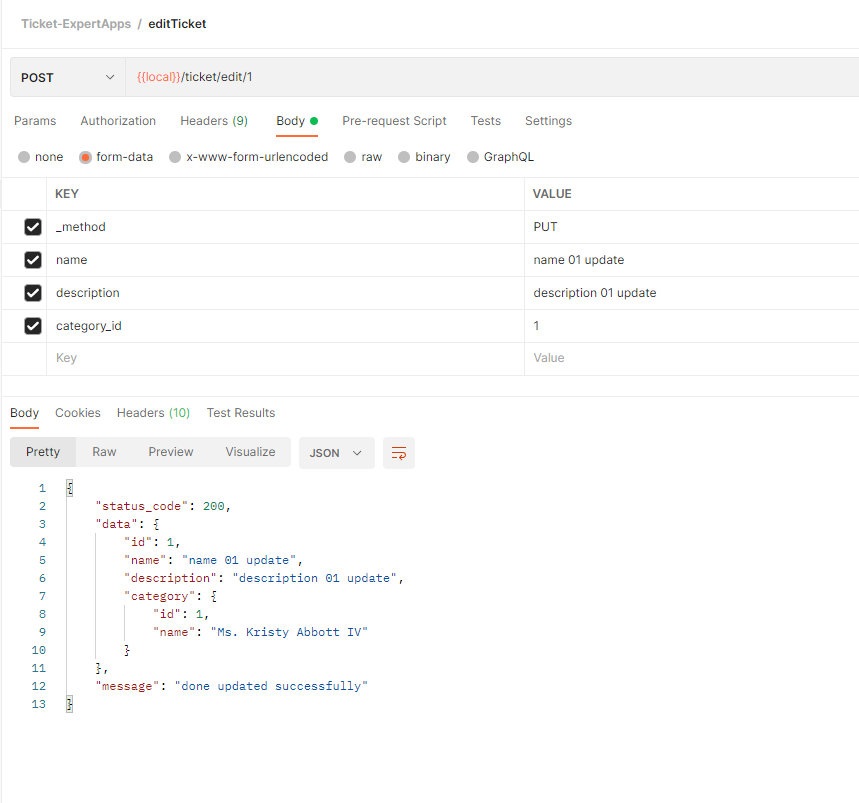 Ticket-ExpertApps / editTicket
POST {{local}}/ticket/edit/1
Params Authorization Headers (9) Body Pre-request Script Tests Settings
none form-data x-www-form-urlencoded raw binary GraphQL
KEY VALUE
_method PUT
name name 01 update
description description 01 update
category_id 1
Key Value
Body Cookies Headers (10) Test Results
Pretty Raw Preview Visualize JSON
1 {
2 "status_code": 200,
3 "data": {
4 "id": 1,
5 "name": "name 01 update",
6 "description": "description 01 update",
7 "category": {
8 "id": 1,
9 "name": "Ms. Kristy Abbott IV"
10 }
11 },
12 "message": "done updated successfully"
13 }